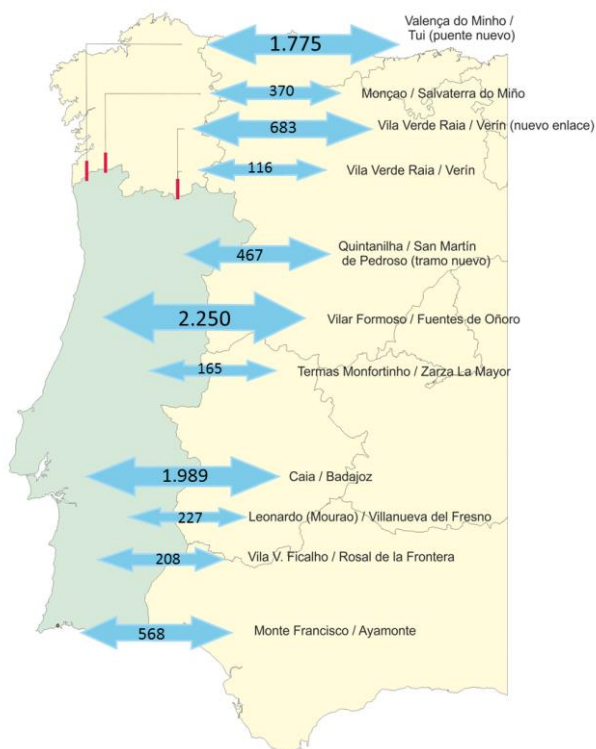 Valença do Minho /
Tui (puente nuevo)
1.775
370
Monçao / Salvaterra do Miño
683
Vila Verde Raia / Verín (nuevo enlace)
116
Vila Verde Raia / Verín
467
Quintanilha / San Martín
de Pedroso (tramo nuevo)
2.250
Vilar Formoso / Fuentes de Oñoro
165
Termas Monfortinho / Zarza La Mayor
1.989
Caia / Badajoz
227
Leonardo (Mourao) / Villanueva del Fresno
208
Vila V. Ficalho / Rosal de la Frontera
568
Monte Francisco / Ayamonte